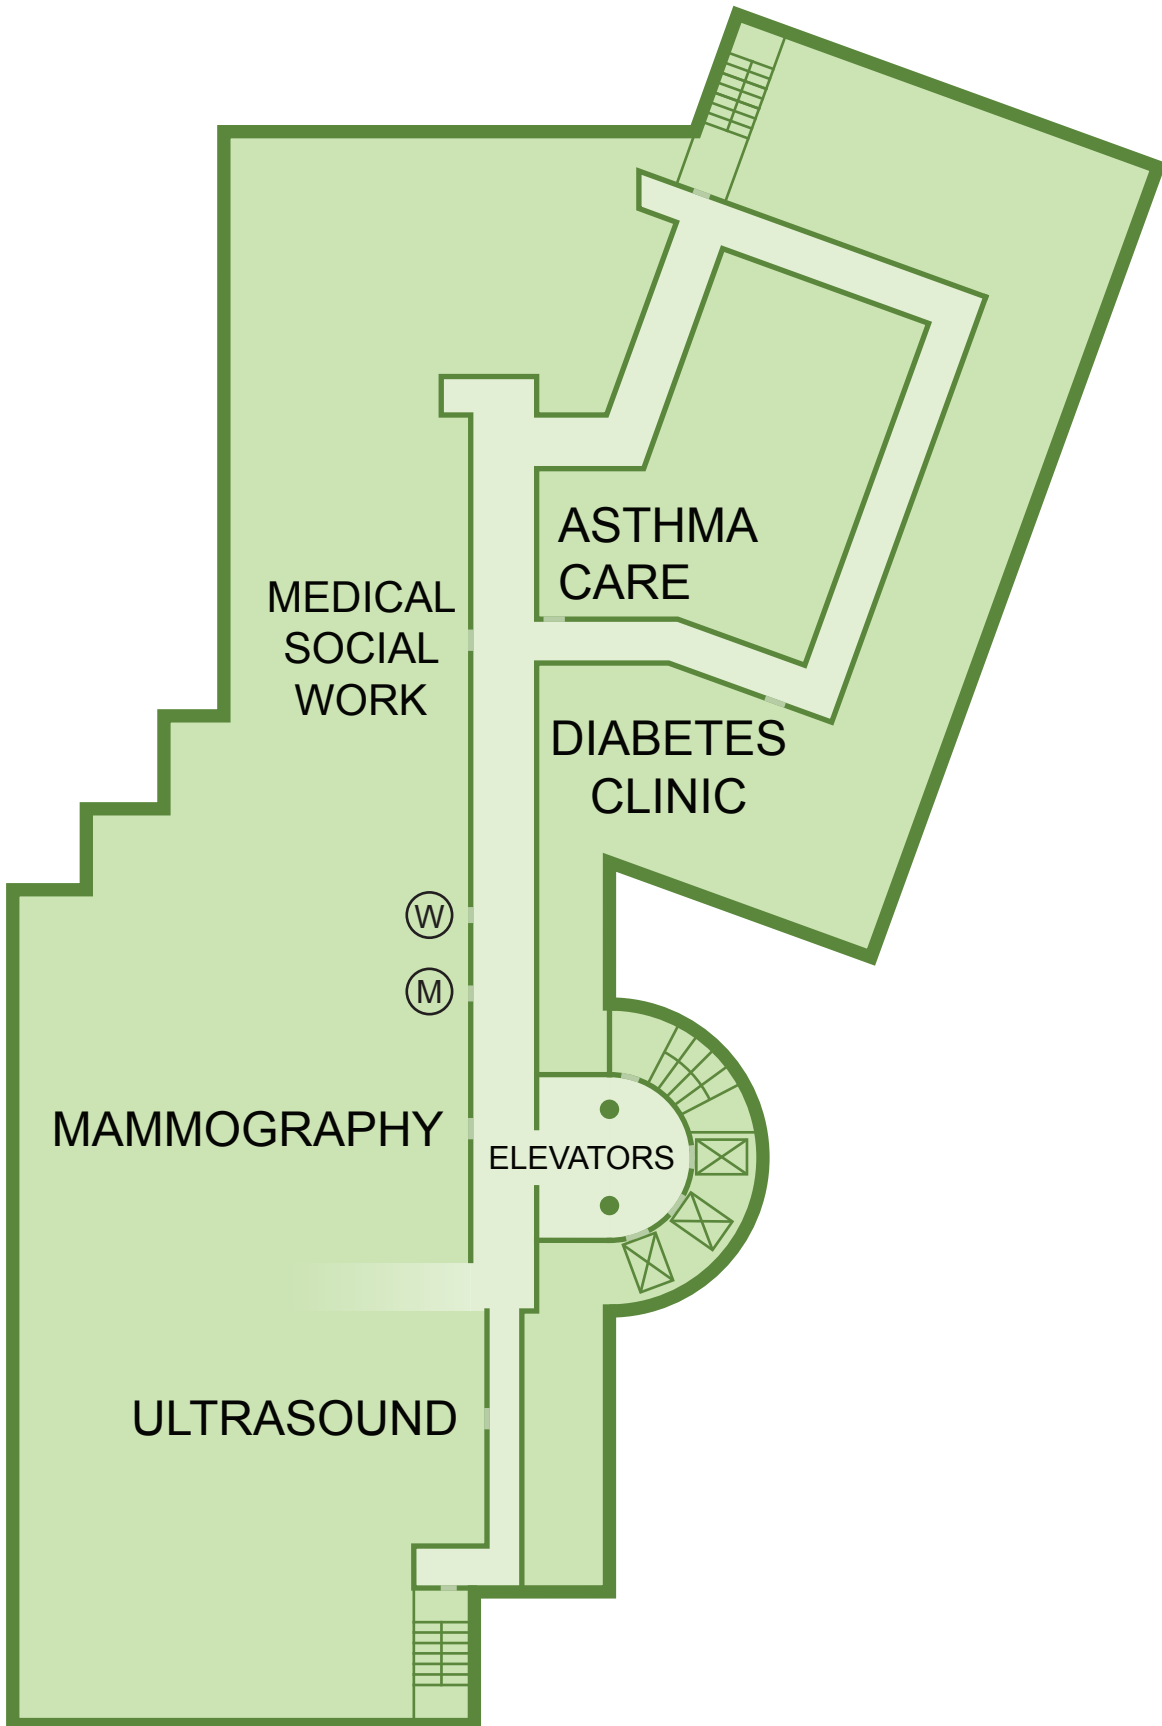 ASTHMA
CARE
MEDICAL
SOCIAL
WORK
DIABETES
CLINIC
W
M
MAMMOGRAPHY
ELEVATORS
ULTRASOUND